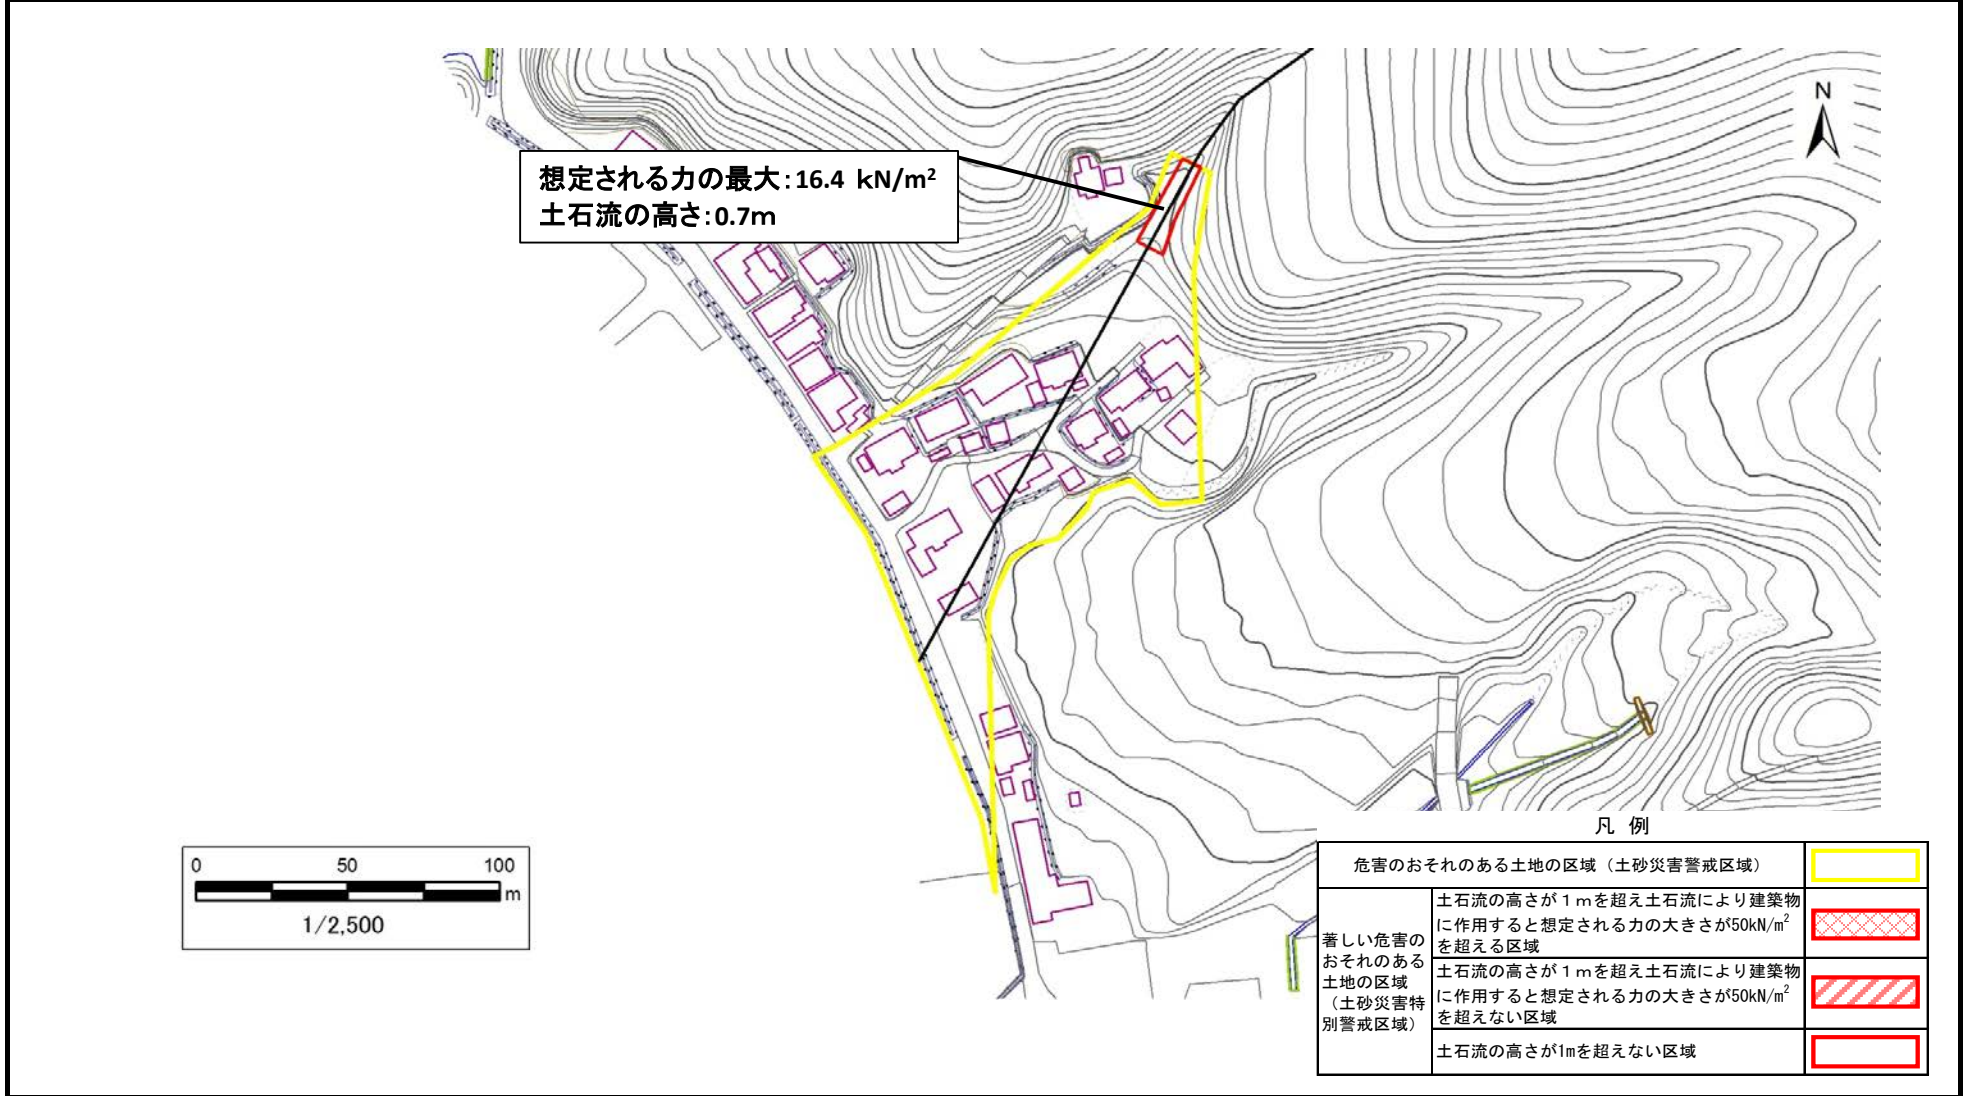 N
想定される力の最大:16.4 kN/m²
土石流の高さ:0.7m
0 50 100
m
1/2,500
凡 例
危害のおそれのある土地の区域(土砂災害警戒区域)
著しい危害の
おそれのある
土地の区域
(土砂災害特
別警戒区域)
土石流の高さが1mを超え土石流により建築物
に作用すると想定される力の大きさが50kN/m²
を超える区域
土石流の高さが1mを超え土石流により建築物
に作用すると想定される力の大きさが50kN/m²
を超えない区域
土石流の高さが1mを超えない区域